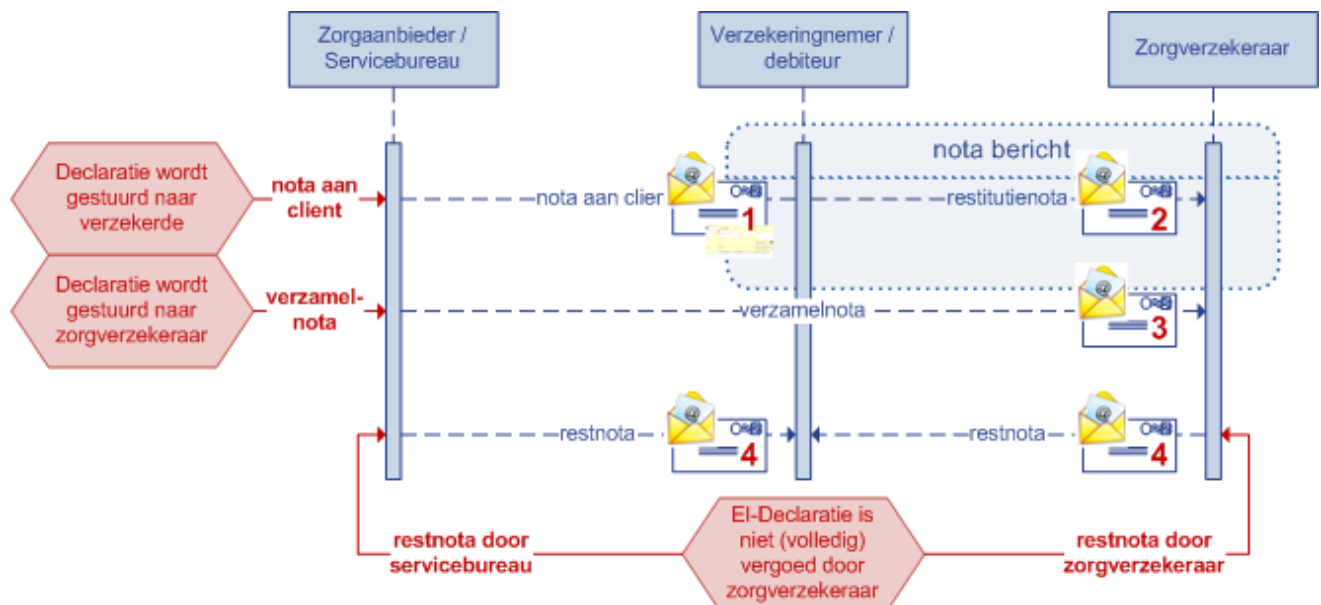 Zorgaanbieder /
Servicebureau
Verzekeringnemer /
debiteur
Zorgverzekeraar
nota bericht
Declaratie wordt
gestuurd naar
verzekerde
nota aan
client
nota aan clier
1
restitutienota
2
Declaratie wordt
gestuurd naar
zorgverzekeraar
verzamel-
nota
verzamelnota
3
restnota
4
restnota
4
restnota door
servicebureau
EI-Declaratie is
niet (volledig)
vergoed door
zorgverzekeraar
restnota door
zorgverzekeraar